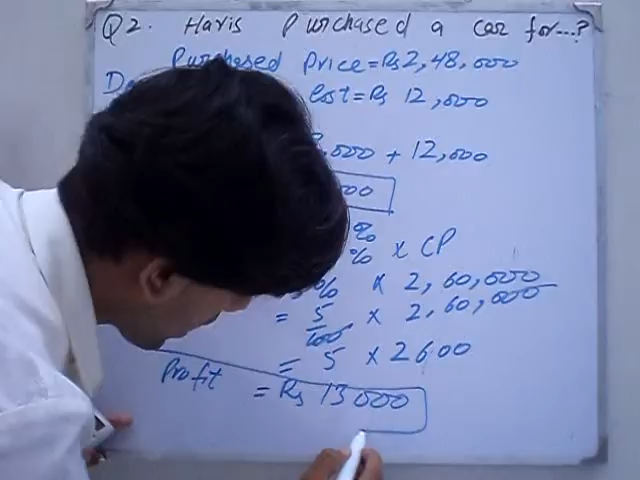 Q2. Haris Purchased a car for...?
Purchased Price = Rs 2,48,000
Cost = Rs 12,000
,000 + 12,000
000
%
% x CP
% x 2,60,000
= 5/100 x 2,60,000
= 5 x 2600
Profit = Rs 13000